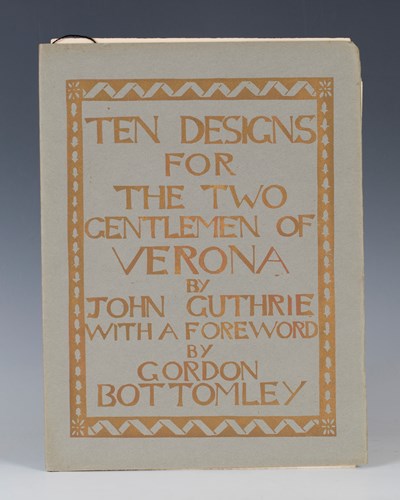 TEN DESIGNS
FOR
THE TWO
GENTLEMEN OF
VERONA
BY
JOHN GUTHRIE
WITH A FOREWORD
BY
GORDON
BOTTOMLEY